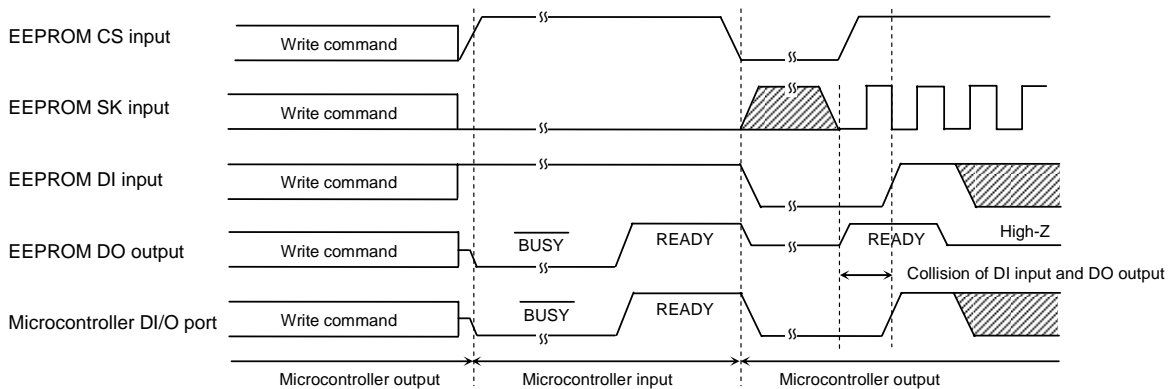 EEPROM CS input
Write command
EEPROM SK input
Write command
EEPROM DI input
Write command
EEPROM DO output
Write command
BUSY
READY
READY
High-Z
Collision of DI input and DO output
Microcontroller DI/O port
Write command
BUSY
READY
Microcontroller output
Microcontroller input
Microcontroller output